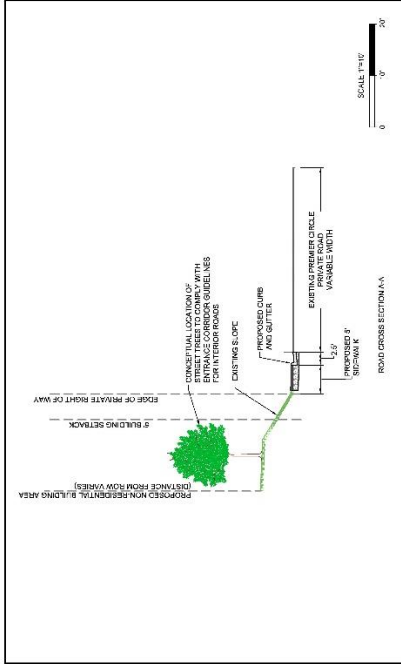 PROPOSED NON-RESIDENTIAL BUILDING AREA
(DISTANCE FROM ROW VARIES)
5' BUILDING SETBACK
EDGE OF PRIVATE RIGHT OF WAY
CONCEPTUAL LOCATION OF
STREET TREES TO COMPLY WITH
ENTRANCE CORRIDOR GUIDELINES
FOR INTERIOR ROADS
EXISTING SLOPE
PROPOSED CURB
AND GUTTER
EXISTING PREMIER CIRCLE
PRIVATE ROAD
VARIABLE WIDTH
2.5'
PROPOSED 5'
SIDEWALK
ROAD CROSS SECTION A-A
SCALE 1"=10'
0
10'
20'